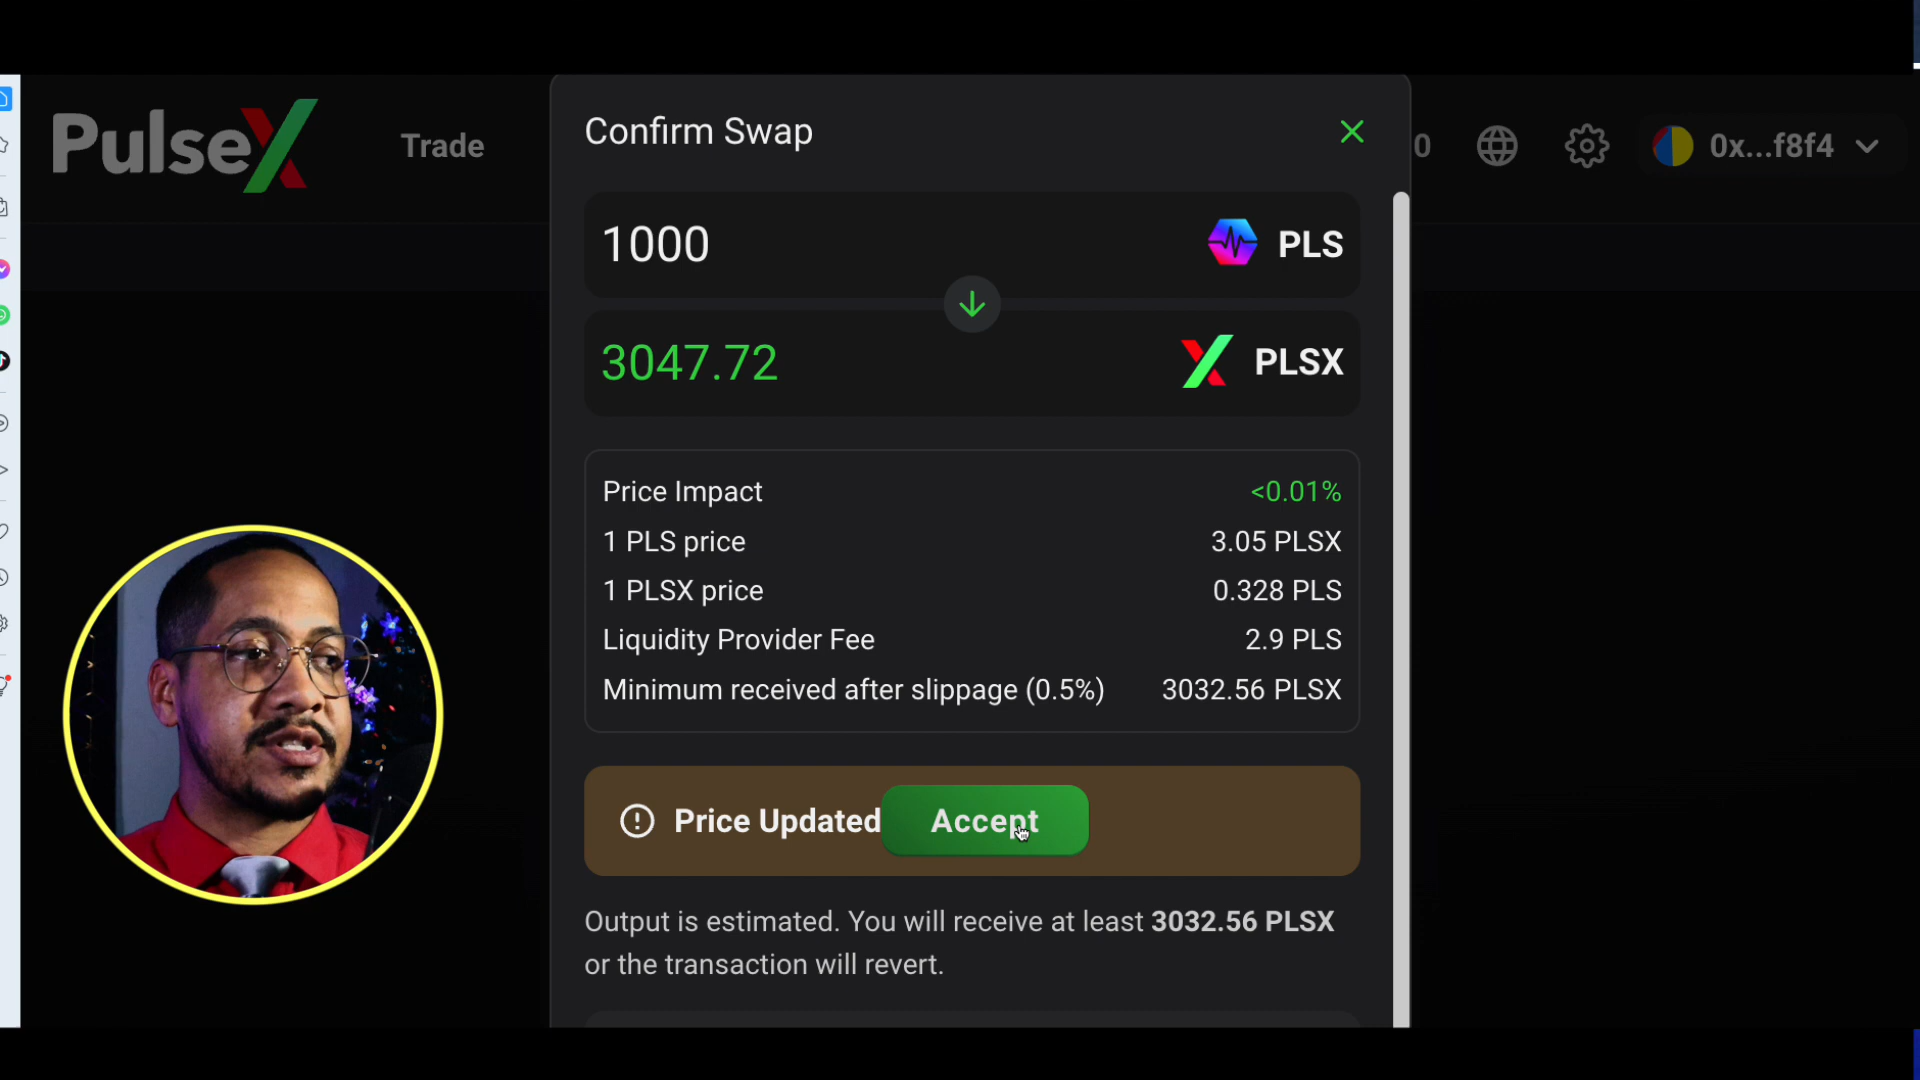 PulseX
Trade
Confirm Swap
0
0x...f8f4
1000
PLS
3047.72
PLSX
Price Impact <0.01%
1 PLS price 3.05 PLSX
1 PLSX price 0.328 PLS
Liquidity Provider Fee 2.9 PLS
Minimum received after slippage (0.5%) 3032.56 PLSX
Price Updated Accept
Output is estimated. You will receive at least 3032.56 PLSX
or the transaction will revert.